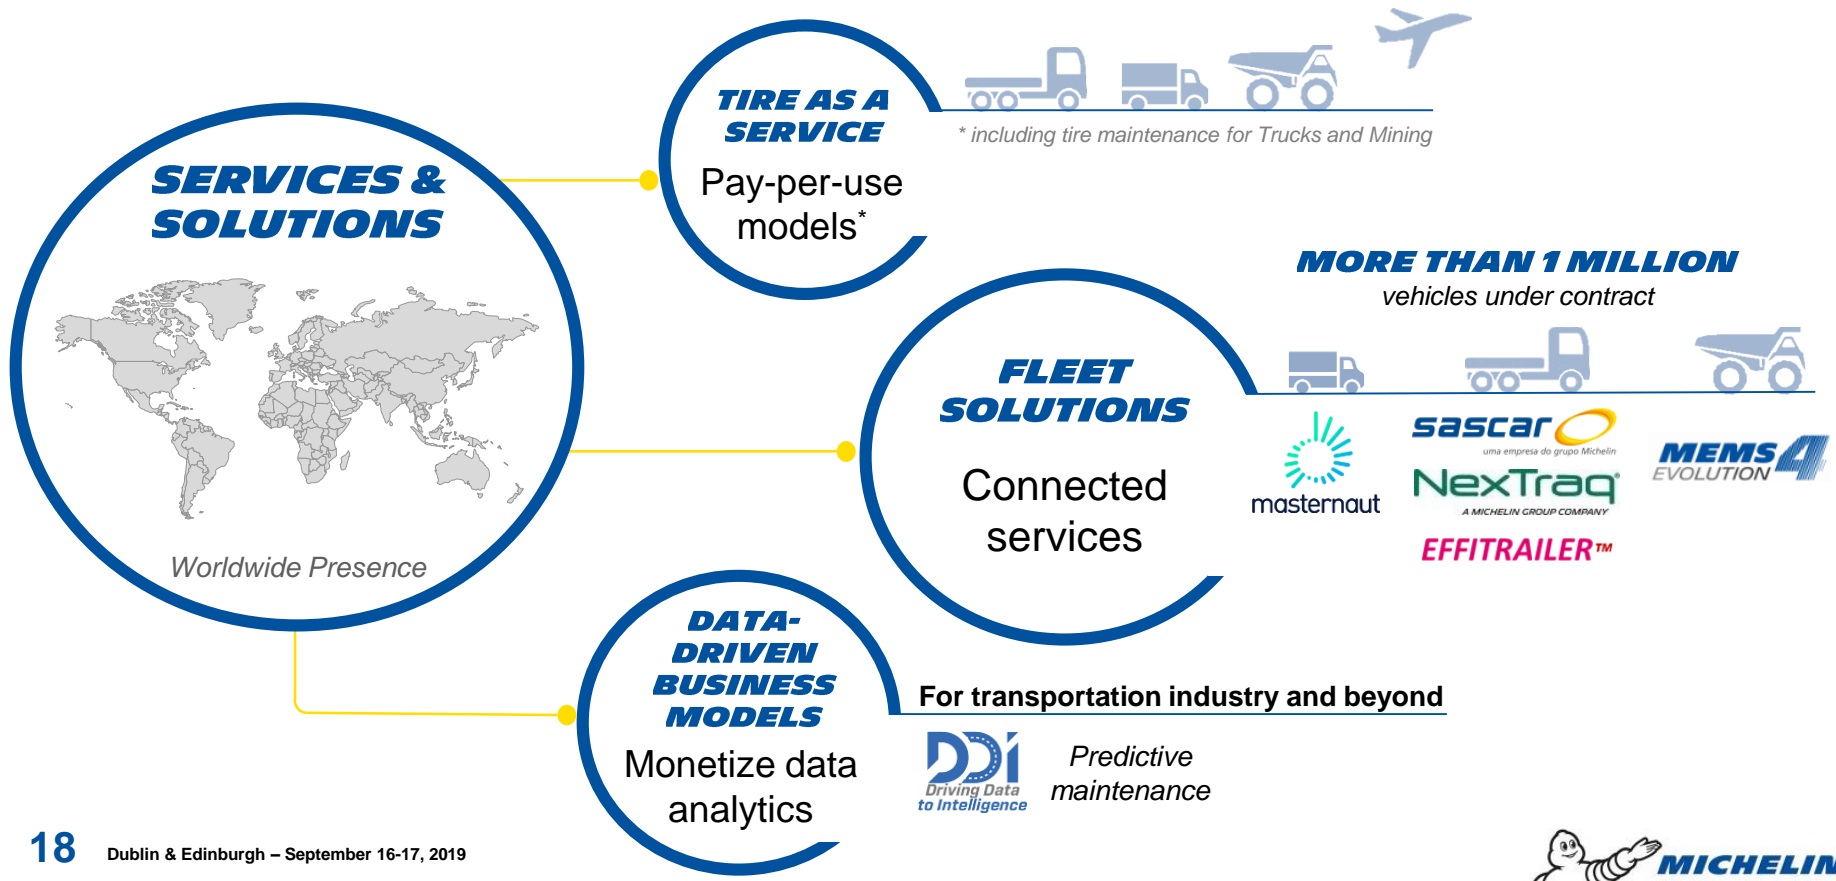 SERVICES &
SOLUTIONS
Worldwide Presence
TIRE AS A
SERVICE
Pay-per-use
models*
* including tire maintenance for Trucks and Mining
FLEET
SOLUTIONS
Connected
services
MORE THAN 1 MILLION
vehicles under contract
masternaut
sascar
uma empresa do grupo Michelin
NexTraq
A MICHELIN GROUP COMPANY
EFFITRAILER™
MEMS 4
EVOLUTION
DATA-
DRIVEN
BUSINESS
MODELS
Monetize data
analytics
For transportation industry and beyond
DDi
Driving Data
to Intelligence
Predictive
maintenance
18
Dublin & Edinburgh – September 16-17, 2019
MICHELIN